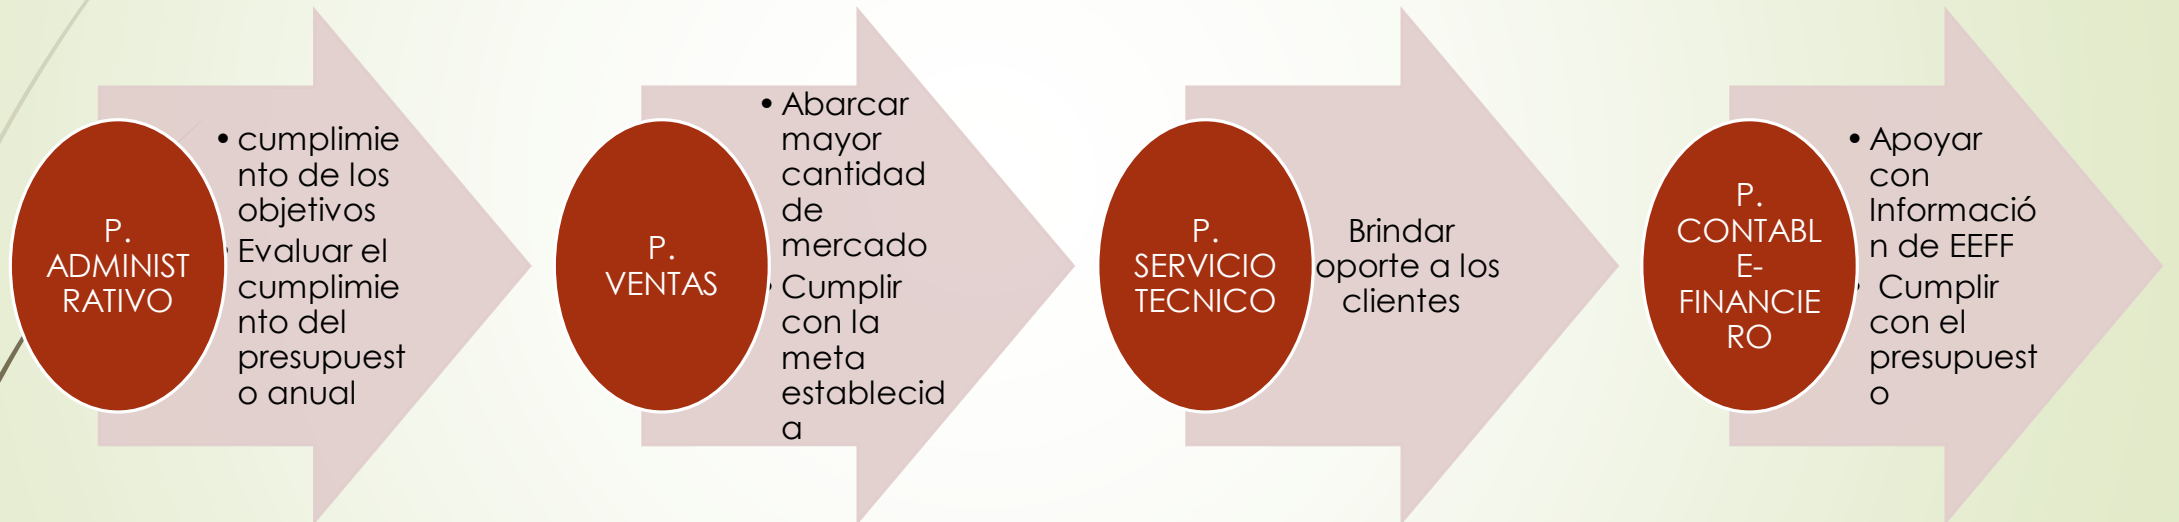 P.
ADMINIST
RATIVO
• cumplimie
nto de los
objetivos
• Evaluar el
cumplimie
nto del
presupuest
o anual
P.
VENTAS
• Abarcar
mayor
cantidad
de
mercado
• Cumplir
con la
meta
establecid
a
P.
SERVICIO
TECNICO
Brindar
oporte a los
clientes
P.
CONTABL
E-
FINANCIE
RO
• Apoyar
con
Informació
n de EEFF
• Cumplir
con el
presupuest
o